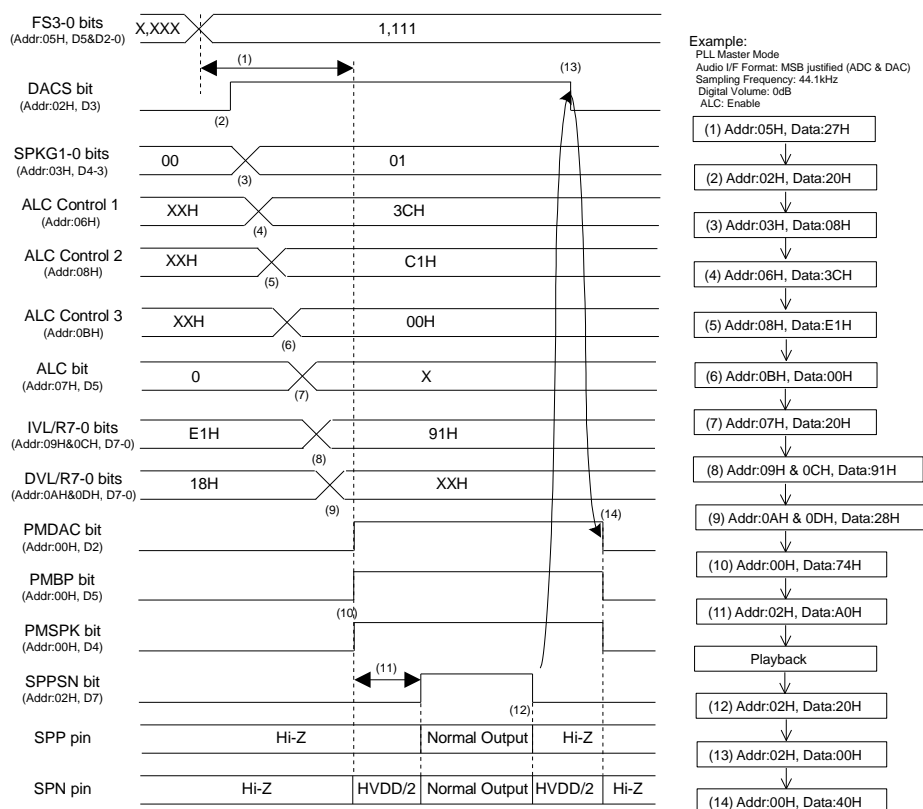 FS3-0 bits
(Addr:05H, D5&D2-0)
X,XXX
1,111
(1)
(13)
DACS bit
(Addr:02H, D3)
(2)
SPKG1-0 bits
(Addr:03H, D4-3)
00
01
(3)
ALC Control 1
(Addr:06H)
XXH
3CH
(4)
ALC Control 2
(Addr:08H)
XXH
C1H
(5)
ALC Control 3
(Addr:0BH)
XXH
00H
(6)
ALC bit
(Addr:07H, D5)
0
X
(7)
IVL/R7-0 bits
(Addr:09H&0CH, D7-0)
E1H
91H
(8)
DVL/R7-0 bits
(Addr:0AH&0DH, D7-0)
18H
XXH
(9)
PMDAC bit
(Addr:00H, D2)
(14)
PMBP bit
(Addr:00H, D5)
(10)
PMSPK bit
(Addr:00H, D4)
(11)
SPPSN bit
(Addr:02H, D7)
(12)
SPP pin
Hi-Z
Normal Output
Hi-Z
SPN pin
Hi-Z
HVDD/2
Normal Output
HVDD/2
Hi-Z
Example:
PLL Master Mode
Audio I/F Format: MSB justified (ADC & DAC)
Sampling Frequency: 44.1kHz
Digital Volume: 0dB
ALC: Enable
(1) Addr:05H, Data:27H
(2) Addr:02H, Data:20H
(3) Addr:03H, Data:08H
(4) Addr:06H, Data:3CH
(5) Addr:08H, Data:E1H
(6) Addr:0BH, Data:00H
(7) Addr:07H, Data:20H
(8) Addr:09H & 0CH, Data:91H
(9) Addr:0AH & 0DH, Data:28H
(10) Addr:00H, Data:74H
(11) Addr:02H, Data:A0H
Playback
(12) Addr:02H, Data:20H
(13) Addr:02H, Data:00H
(14) Addr:00H, Data:40H